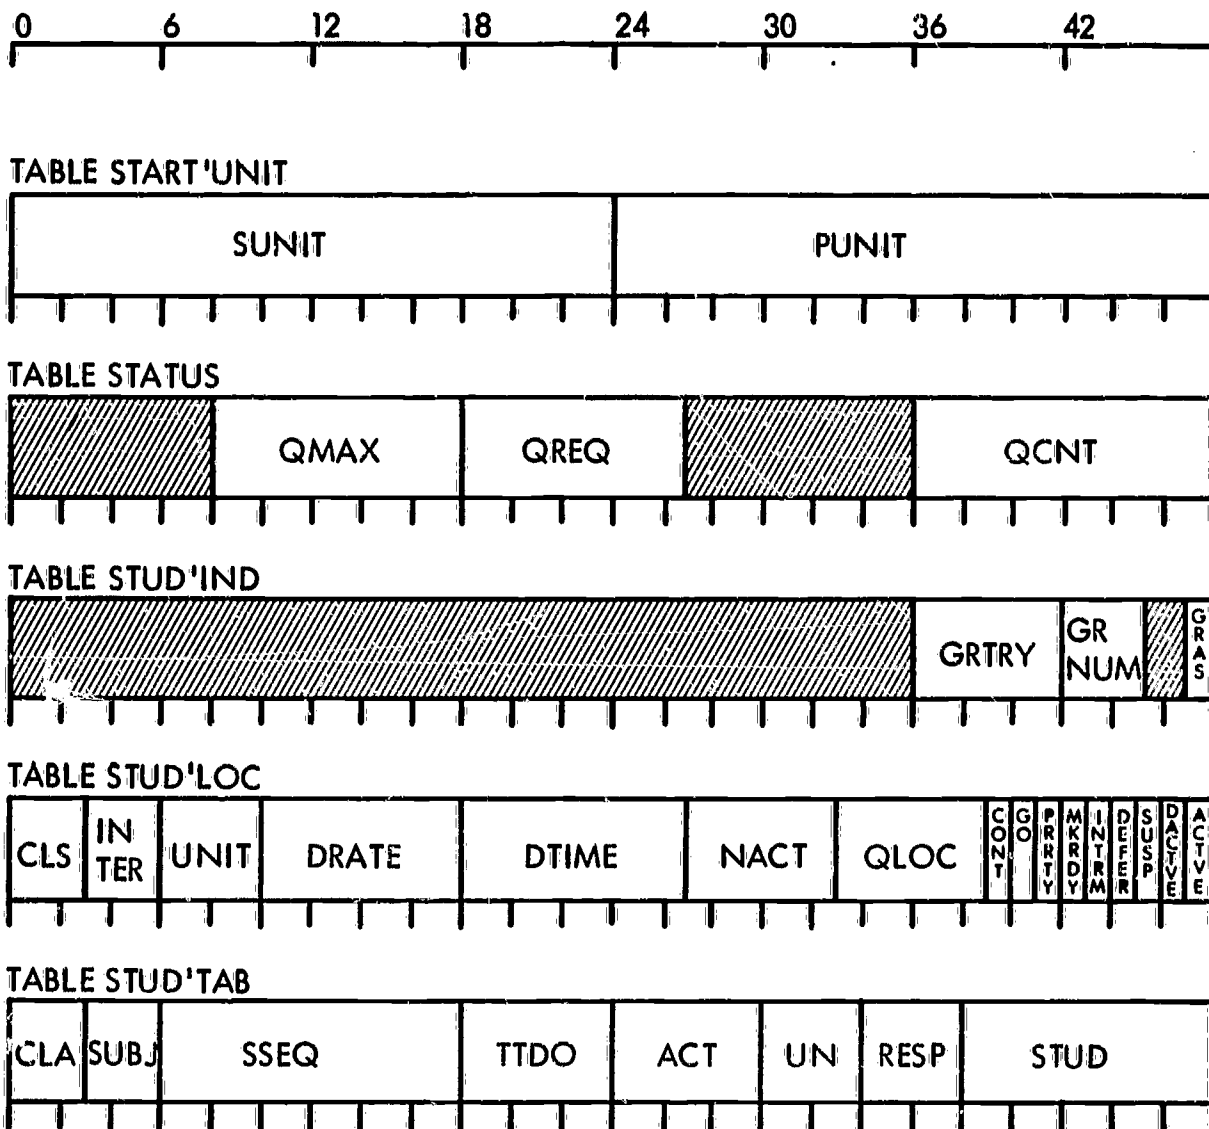 0 6 12 18 24 30 36 42
TABLE START'UNIT
SUNIT PUNIT
TABLE STATUS
QMAX QREQ QCNT
TABLE STUD'IND
GRTRY GR NUM GRAS
TABLE STUD'LOC
CLS IN TER UNIT DRATE DTIME NACT QLOC CONT GO PRRTY MKRDY INTRM DEFER SUSP DACTVE ACTVE
TABLE STUD'TAB
CLA SUBJ SSEQ TTDO ACT UN RESP STUD